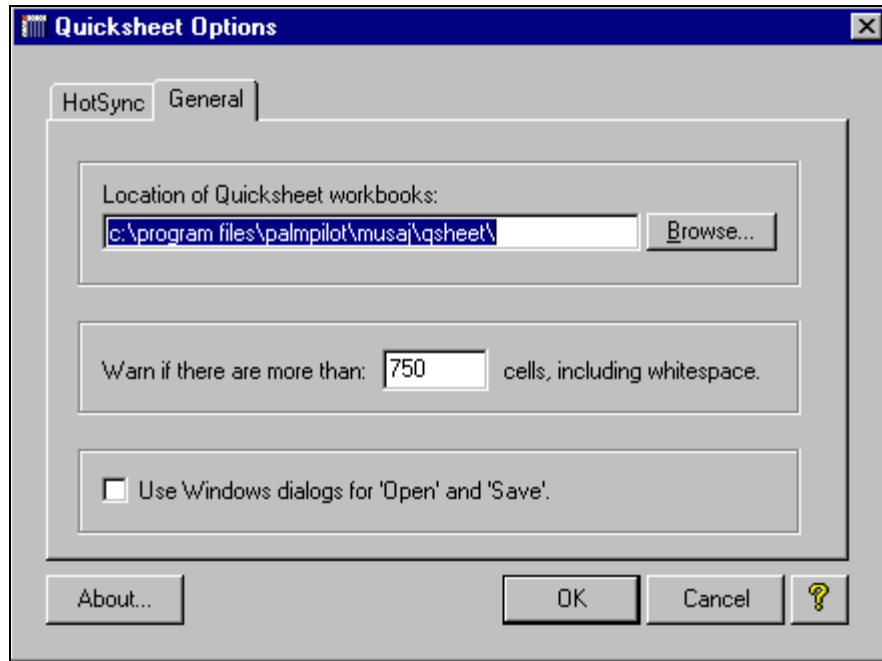 Quicksheet Options
HotSync
General
Location of Quicksheet workbooks:
c:\program files\palmpilot\musaj\qsheet\
Browse...
Warn if there are more than: 750 cells, including whitespace.
Use Windows dialogs for 'Open' and 'Save'.
About...
OK
Cancel
?